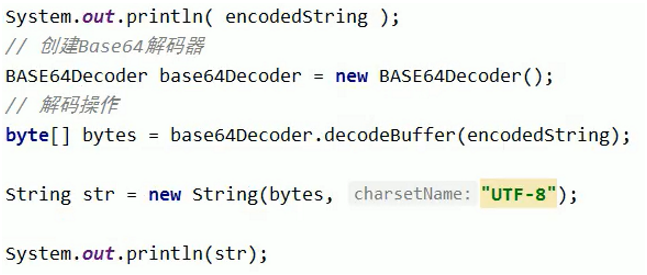 System.out.println( encodedString );
// 创建Base64解码器
BASE64Decoder base64Decoder = new BASE64Decoder();
// 解码操作
byte[] bytes = base64Decoder.decodeBuffer(encodedString);
String str = new String(bytes, charsetName: "UTF-8");
System.out.println(str);